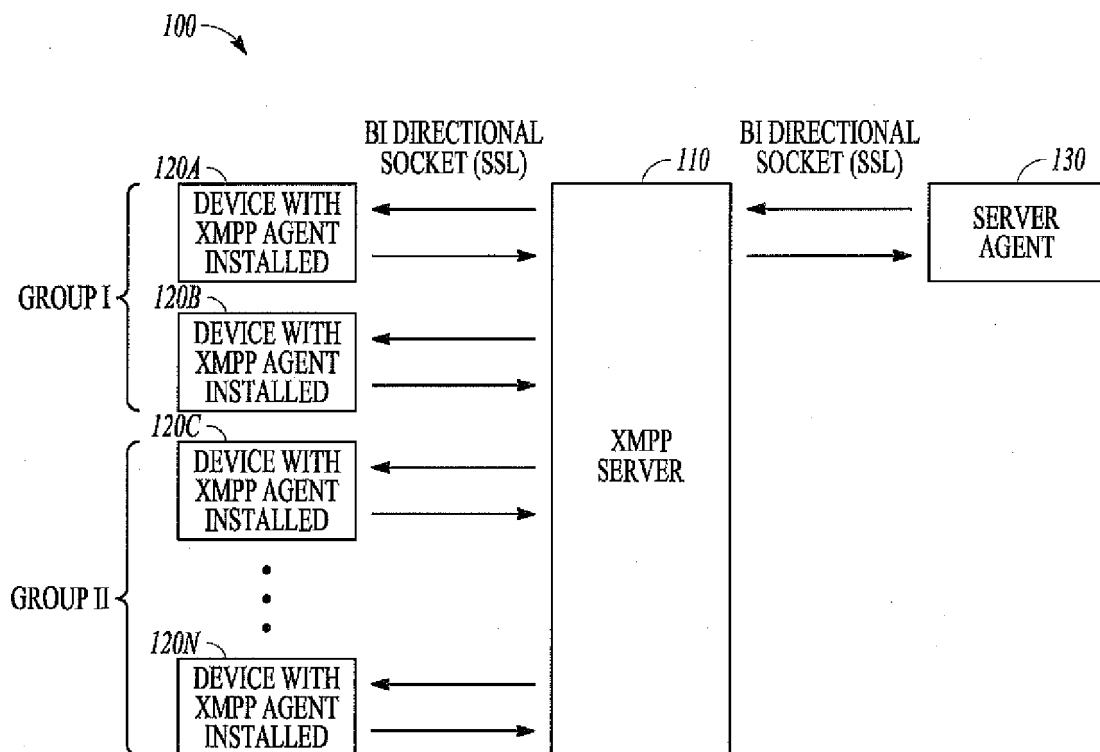 100
BI DIRECTIONAL
SOCKET (SSL)
BI DIRECTIONAL
SOCKET (SSL)
120A
110
130
DEVICE WITH
XMPP AGENT
INSTALLED
SERVER
AGENT
GROUP I
120B
DEVICE WITH
XMPP AGENT
INSTALLED
120C
XMPP
SERVER
DEVICE WITH
XMPP AGENT
INSTALLED
GROUP II
120N
DEVICE WITH
XMPP AGENT
INSTALLED